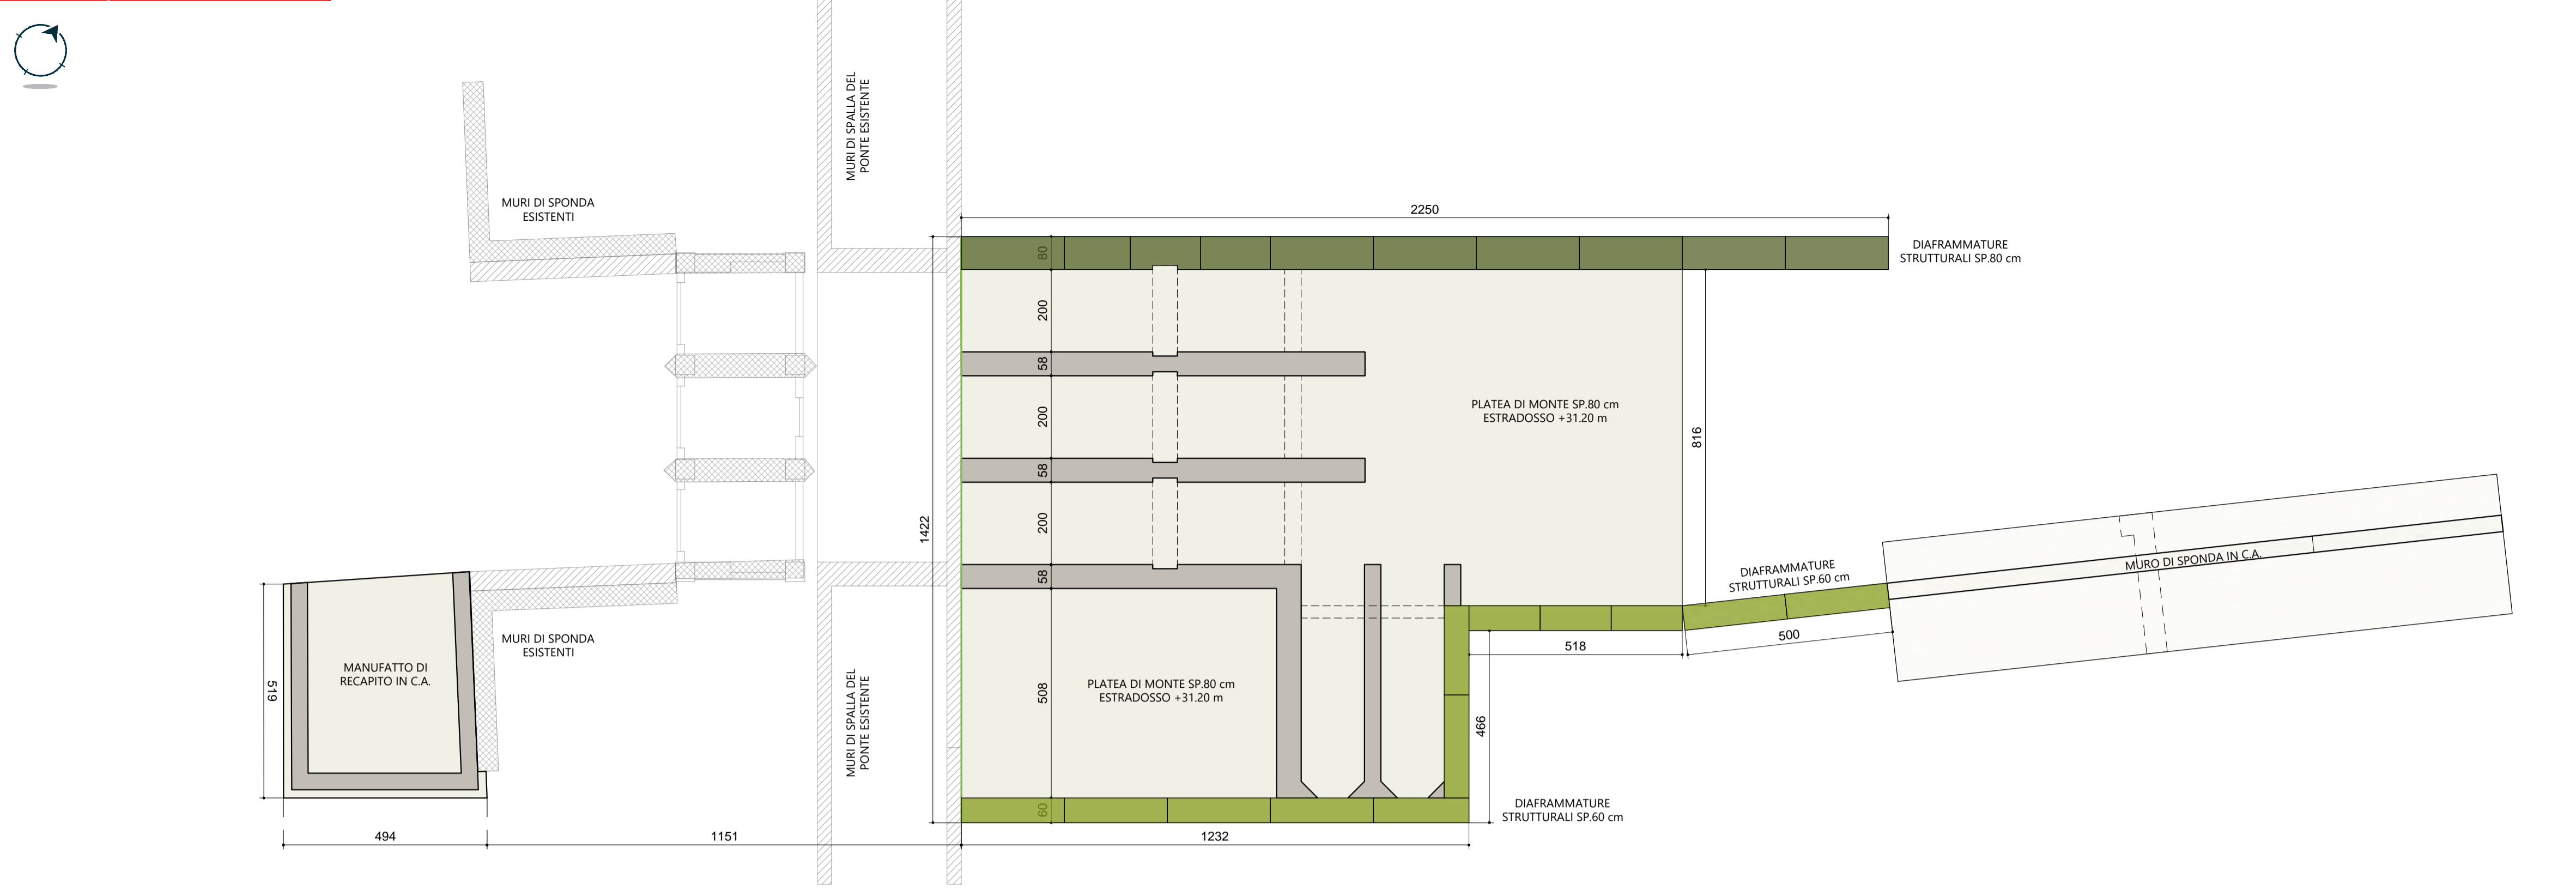 MURI DI SPALLA DEL
PONTE ESISTENTE
MURI DI SPONDA
ESISTENTI
2250
DIAFRAMMATURE
STRUTTURALI SP.80 cm
80
200
58
200
58
200
58
508
60
1422
PLATEA DI MONTE SP.80 cm
ESTRADOSSO +31.20 m
816
MURO DI SPONDA IN C.A.
DIAFRAMMATURE
STRUTTURALI SP.60 cm
500
518
466
MURI DI SPONDA
ESISTENTI
MANUFATTO DI
RECAPITO IN C.A.
519
MURI DI SPALLA DEL
PONTE ESISTENTE
PLATEA DI MONTE SP.80 cm
ESTRADOSSO +31.20 m
DIAFRAMMATURE
STRUTTURALI SP.60 cm
494
1151
1232